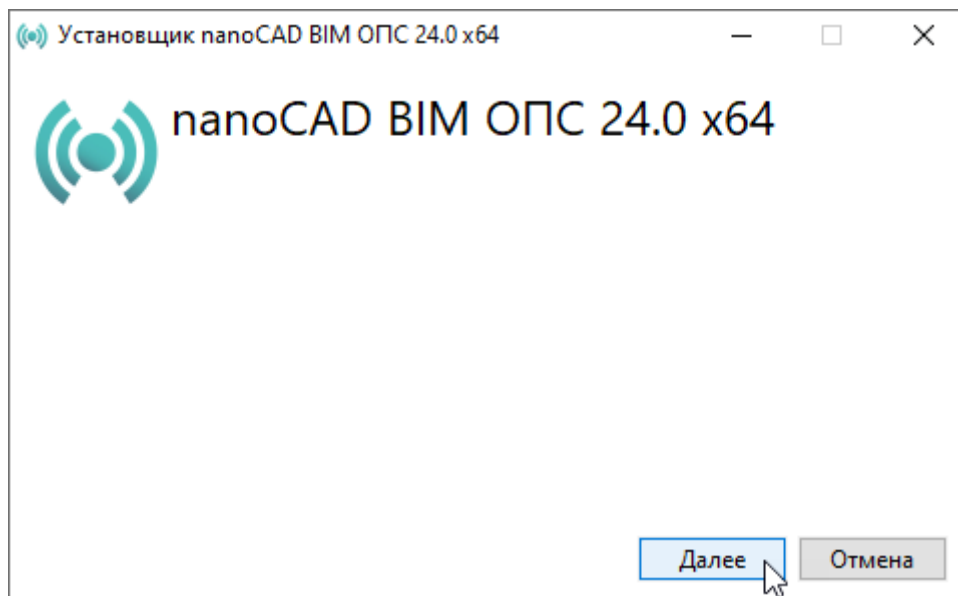 Установщик nanoCAD BIM ОПС 24.0 x64
nanoCAD BIM ОПС 24.0 x64
Далее
Отмена